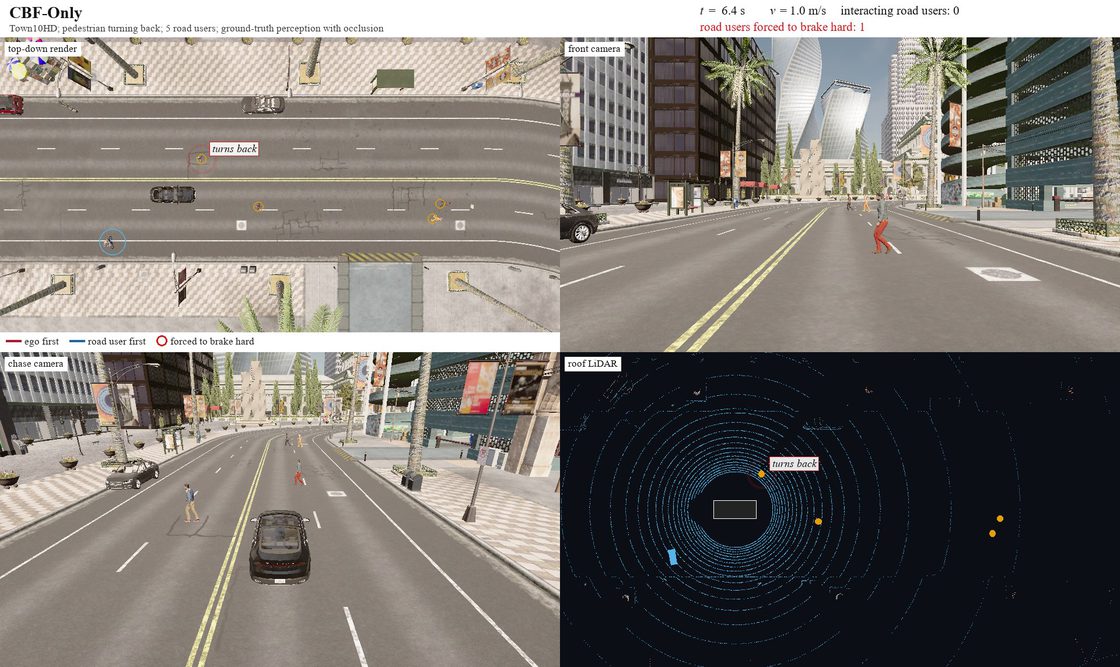 CBF-Only
Town10HD; pedestrian turning back; 5 road users; ground-truth perception with occlusion
t = 6.4 s v = 1.0 m/s interacting road users: 0
road users forced to brake hard: 1
top-down render
turns back
ego first road user first forced to brake hard
front camera
chase camera
roof LiDAR
turns back